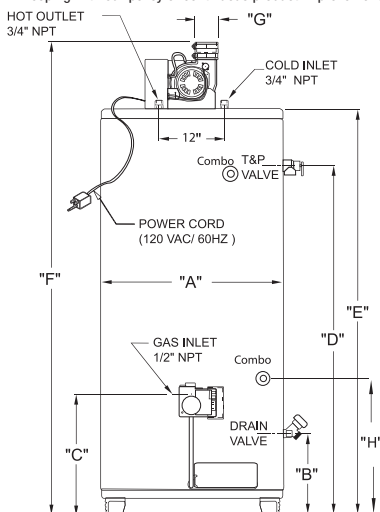 HOT OUTLET
3/4" NPT
"G"
COLD INLET
3/4" NPT
12"
Combo
T&P
VALVE
POWER CORD
(120 VAC/ 60HZ )
"F"
"A"
"E"
"D"
GAS INLET
1/2" NPT
Combo
DRAIN
VALVE
"C"
"B"
"H"